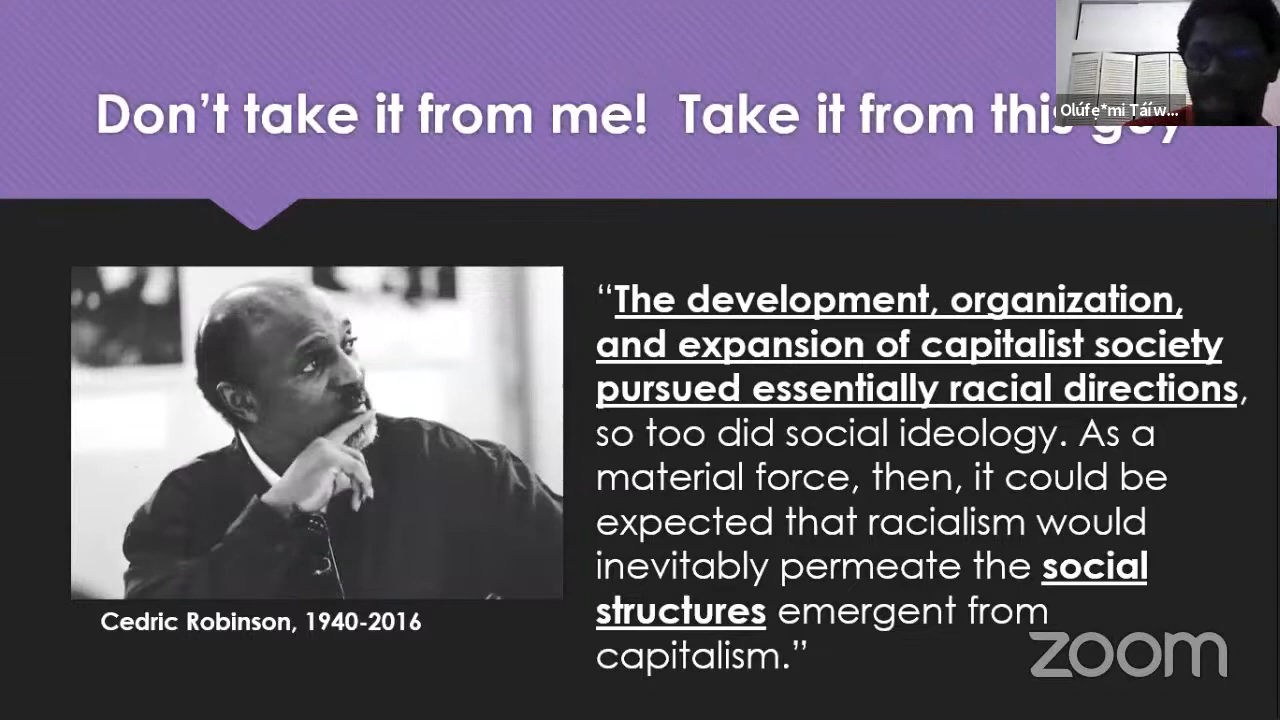 Don't take it from me! Take it from this guy
Olúfẹ*mi Táíw...
“The development, organization,
and expansion of capitalist society
pursued essentially racial directions,
so too did social ideology. As a
material force, then, it could be
expected that racialism would
inevitably permeate the social
structures emergent from
capitalism.”
Cedric Robinson, 1940-2016
zoom